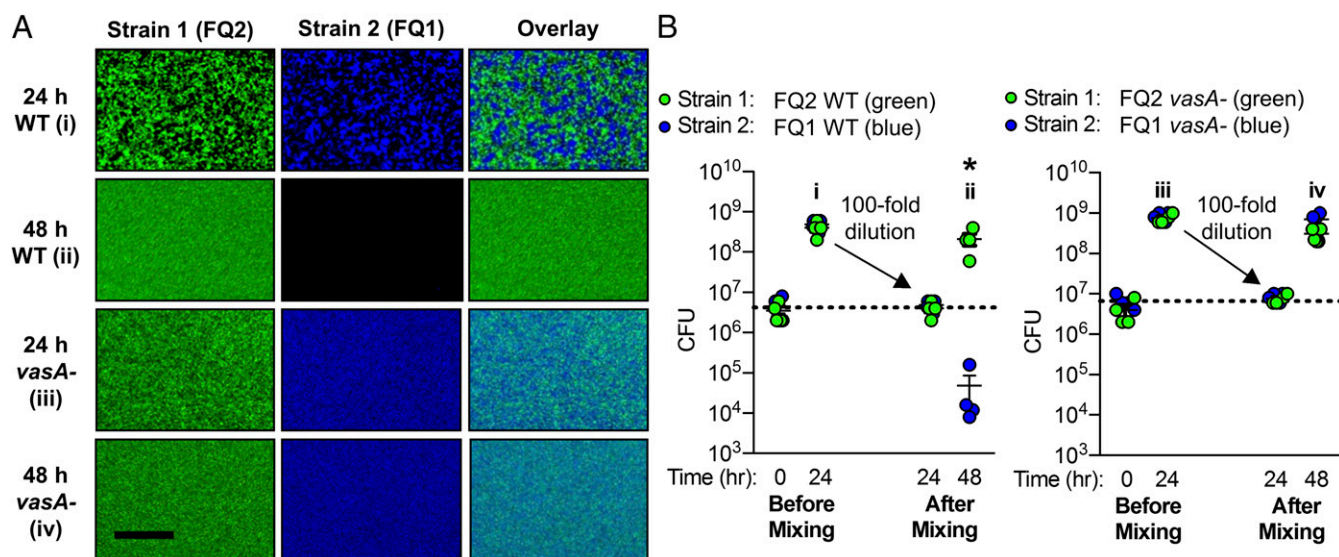 A
Strain 1 (FQ2)
Strain 2 (FQ1)
Overlay
24 h
WT (i)
48 h
WT (ii)
24 h
vasA-
(iii)
48 h
vasA-
(iv)
B
Strain 1: FQ2 WT (green)
Strain 2: FQ1 WT (blue)
CFU
10^10
10^9
10^8
10^7
10^6
10^5
10^4
10^3
i
100-fold
dilution
*
ii
Time (hr): 0 24 24 48
Before
Mixing
After
Mixing
Strain 1: FQ2 vasA- (green)
Strain 2: FQ1 vasA- (blue)
CFU
10^10
10^9
10^8
10^7
10^6
10^5
10^4
10^3
iii
100-fold
dilution
iv
Time (hr): 0 24 24 48
Before
Mixing
After
Mixing